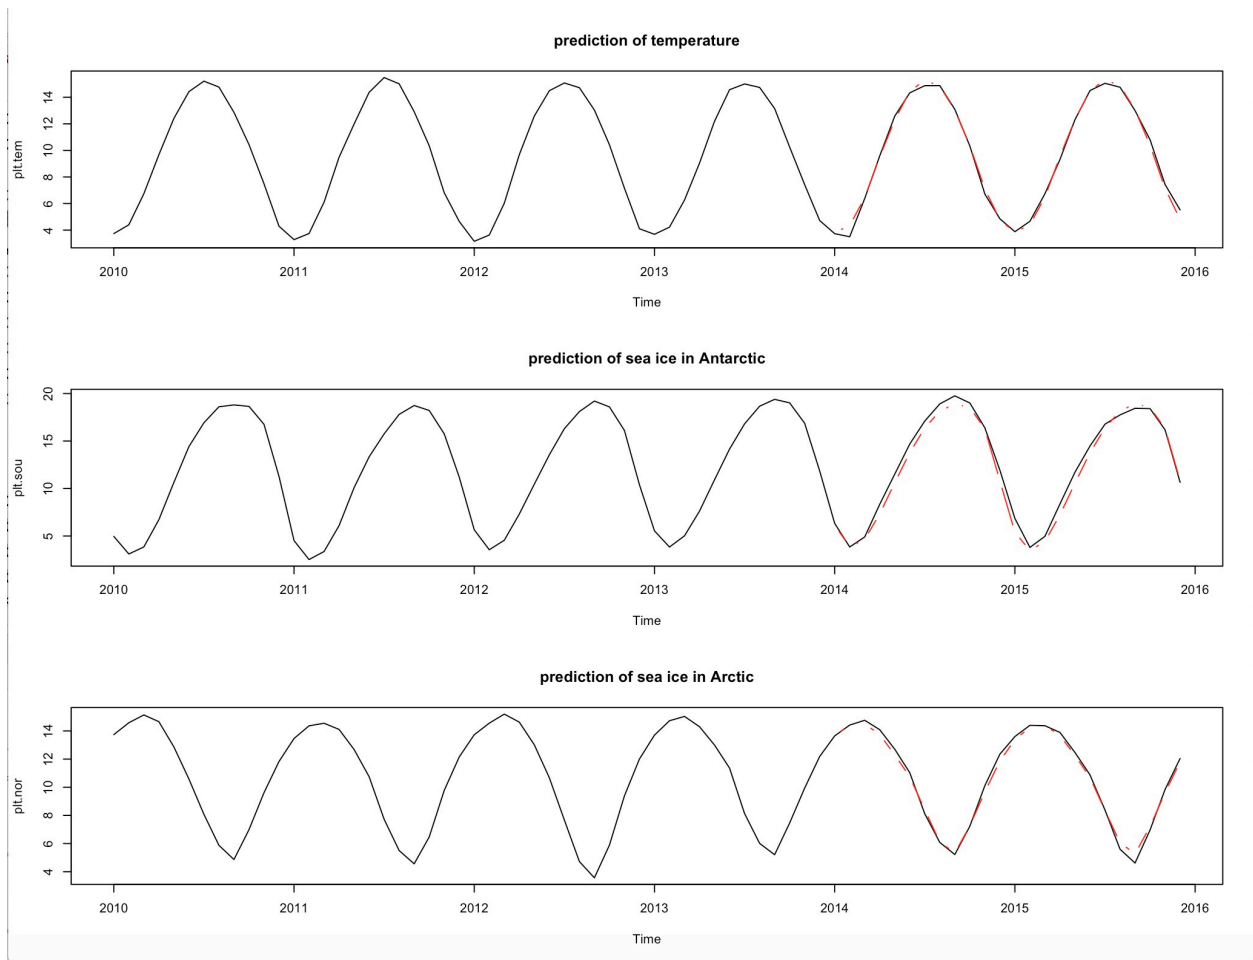 prediction of temperature
plt.tem
14
12
10
8
6
4
2010 2011 2012 2013 2014 2015 2016
Time
prediction of sea ice in Antarctic
plt.sou
20
15
10
5
2010 2011 2012 2013 2014 2015 2016
Time
prediction of sea ice in Arctic
plt.nor
14
12
10
8
6
4
2010 2011 2012 2013 2014 2015 2016
Time